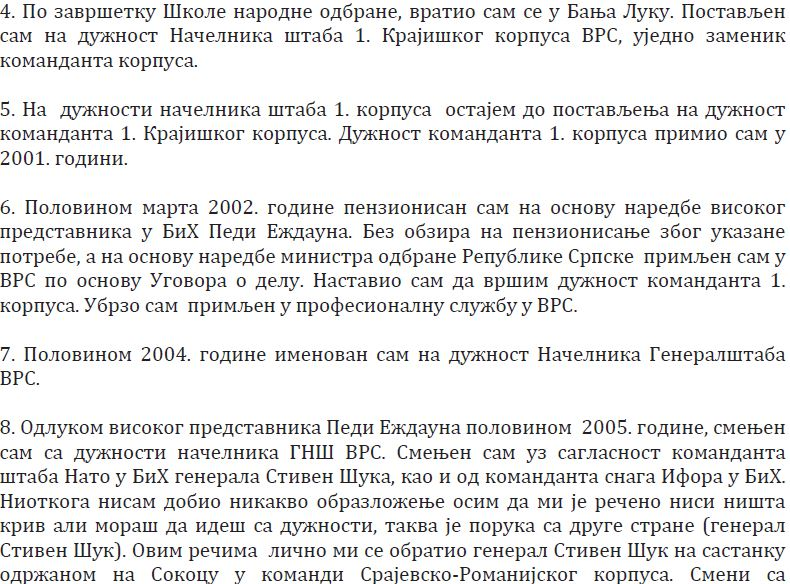 4. По завршетку Школе народне одбране, вратио сам се у Бања Луку. Постављен
сам на дужност Начелника штаба 1. Крајишког корпуса ВРС, уједно заменик
команданта корпуса.
5. На дужности начелника штаба 1. корпуса остајем до постављења на дужност
команданта 1. Крајишког корпуса. Дужност команданта 1. корпуса примио сам у
2001. години.
6. Половином марта 2002. године пензионисан сам на основу наредбе високог
представника у БиХ Педи Еждауна. Без обзира на пензионисање због указане
потребе, а на основу наредбе министра одбране Републике Српске примљен сам у
ВРС по основу Уговора о делу. Наставио сам да вршим дужност команданта 1.
корпуса. Убрзо сам примљен у професионалну службу у ВРС.
7. Половином 2004. године именован сам на дужност Начелника Генералштаба
ВРС.
8. Одлуком високог представника Педи Еждауна половином 2005. године, смењен
сам са дужности начелника ГНШ ВРС. Смењен сам уз сагласност команданта
штаба Нато у БиХ генерала Стивен Шука, као и од команданта снага Ифора у БиХ.
Ниоткога нисам добио никакво образложење осим да ми је речено ниси ништа
крив али мораш да идеш са дужности, таква је порука са друге стране (генерал
Стивен Шук). Овим речима лично ми се обратио генерал Стивен Шук на састанку
одржаном на Сокоцу у команди Срајевско-Романијског корпуса. Смени са